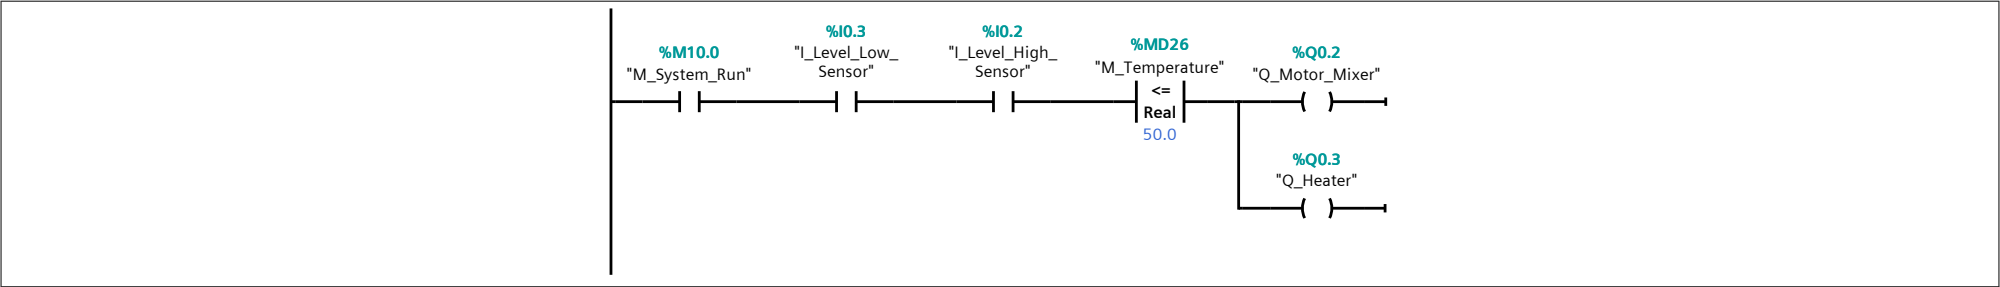 %M10.0
"M_System_Run"
%I0.3
"I_Level_Low_
Sensor"
%I0.2
"I_Level_High_
Sensor"
%MD26
"M_Temperature"
<=
Real
50.0
%Q0.2
"Q_Motor_Mixer"
%Q0.3
"Q_Heater"